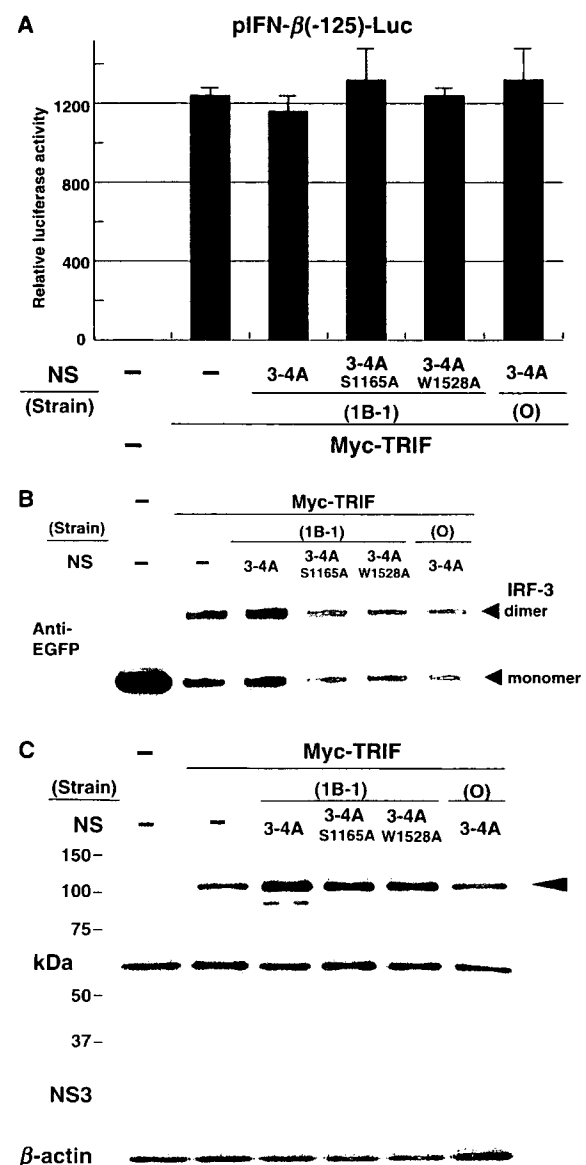 A
pIFN-β(-125)-Luc
Relative luciferase activity
1200
800
400
0
NS – – 3-4A 3-4A S1165A 3-4A W1528A 3-4A
(Strain) (1B-1) (O)
– Myc-TRIF
B
– Myc-TRIF
(Strain) (1B-1) (O)
NS – – 3-4A 3-4A S1165A 3-4A W1528A 3-4A
Anti-EGFP
IRF-3
dimer
monomer
C
– Myc-TRIF
(Strain) (1B-1) (O)
NS – – 3-4A 3-4A S1165A 3-4A W1528A 3-4A
150–
100–
75–
kDa
50–
37–
NS3
β-actin